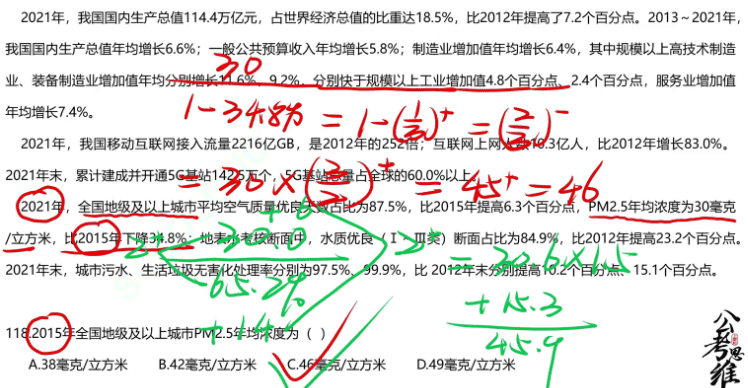 2021年，我国国内生产总值114.4万亿元，占世界经济总值的比重达18.5%，比2012年提高了7.2个百分点。2013～2021年，
我国国内生产总值年均增长6.6%；一般公共预算收入年均增长5.8%；制造业增加值年均增长6.4%，其中规模以上高技术制造
业、装备制造业增加值年均分别增长11.6%、9.2%，分别快于规模以上工业增加值4.8个百分点、2.4个百分点，服务业增加值
年均增长7.4%。
30
1-34.8% = 1-(1/3)⁺ = (2/3)⁻
2021年，我国移动互联网接入流量2216亿GB，是2012年的252倍；互联网上网人数10.3亿人，比2012年增长83.0%。
2021年末，累计建成并开通5G基站142.5万个，5G基站总量占全球的60.0%以上。
= 30×(3/2)⁺ = 45⁺ = 46
2021年，全国地级及以上城市平均空气质量优良天数占比为87.5%，比2015年提高6.3个百分点，PM2.5年均浓度为30毫克
/立方米，比2015年下降34.8%；地表水考核断面中，水质优良（Ⅰ～Ⅲ类）断面占比为84.9%，比2012年提高23.2个百分点。
2021年末，城市污水、生活垃圾无害化处理率分别为97.5%、99.9%，比 2012年末分别提高10.2个百分点、15.1个百分点。
65.2%
= 30.6×1.5
+15.3
45.9
118.2015年全国地级及以上城市PM2.5年均浓度为（ ）
A.38毫克/立方米 B.42毫克/立方米 C.46毫克/立方米 D.49毫克/立方米
公考思维